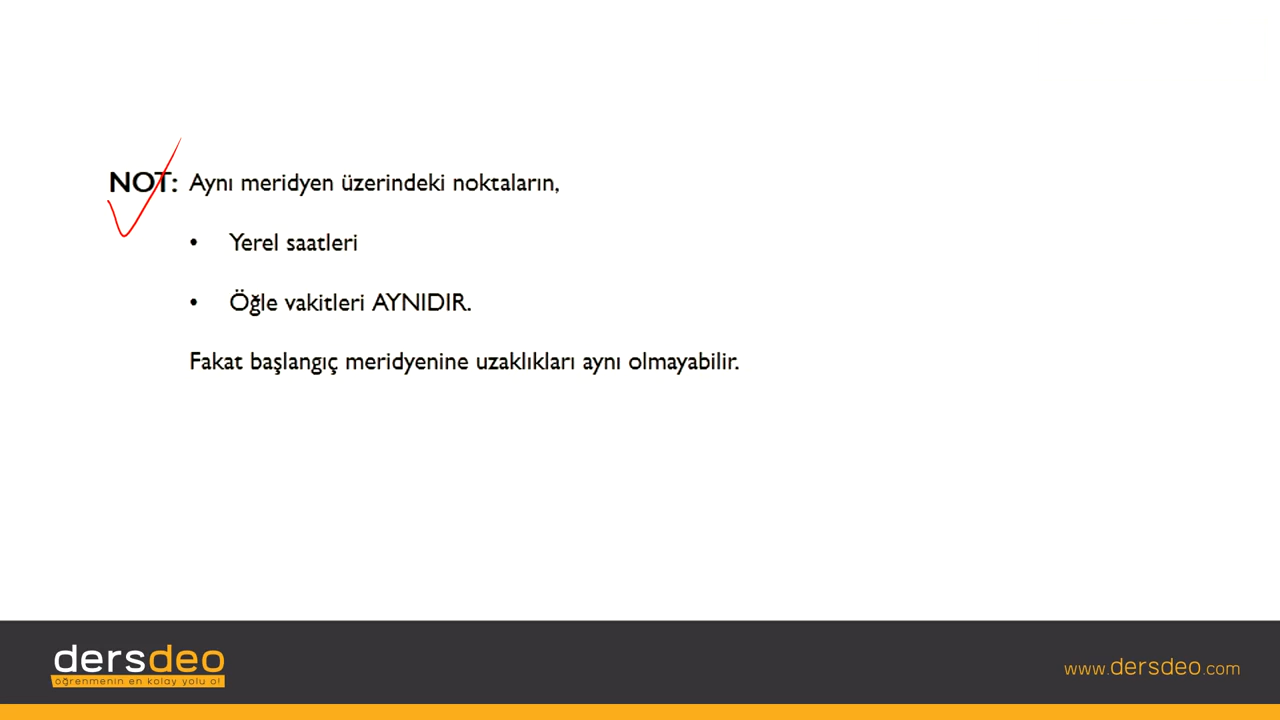 NOT: Aynı meridyen üzerindeki noktaların,
• Yerel saatleri
• Öğle vakitleri AYNIDIR.
Fakat başlangıç meridyenine uzaklıkları aynı olmayabilir.
dersdeo
öğrenmenin en kolay yolu o!
www.dersdeo.com